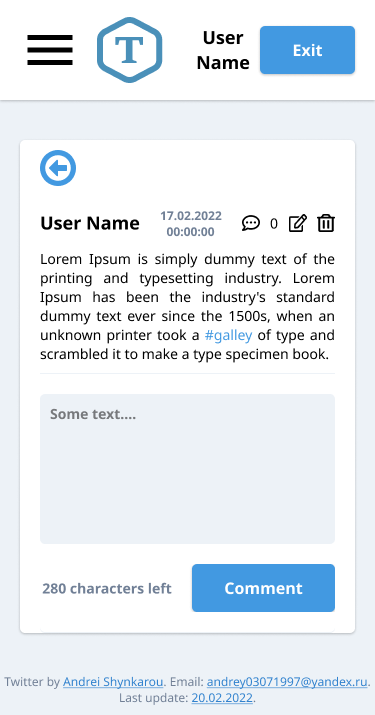 T
User
Name
Exit
User Name
17.02.2022
00:00:00
0
Lorem Ipsum is simply dummy text of the
printing and typesetting industry. Lorem
Ipsum has been the industry's standard
dummy text ever since the 1500s, when an
unknown printer took a #galley of type and
scrambled it to make a type specimen book.
Some text....
280 characters left
Comment
Twitter by Andrei Shynkarou. Email: andrey03071997@yandex.ru.
Last update: 20.02.2022.